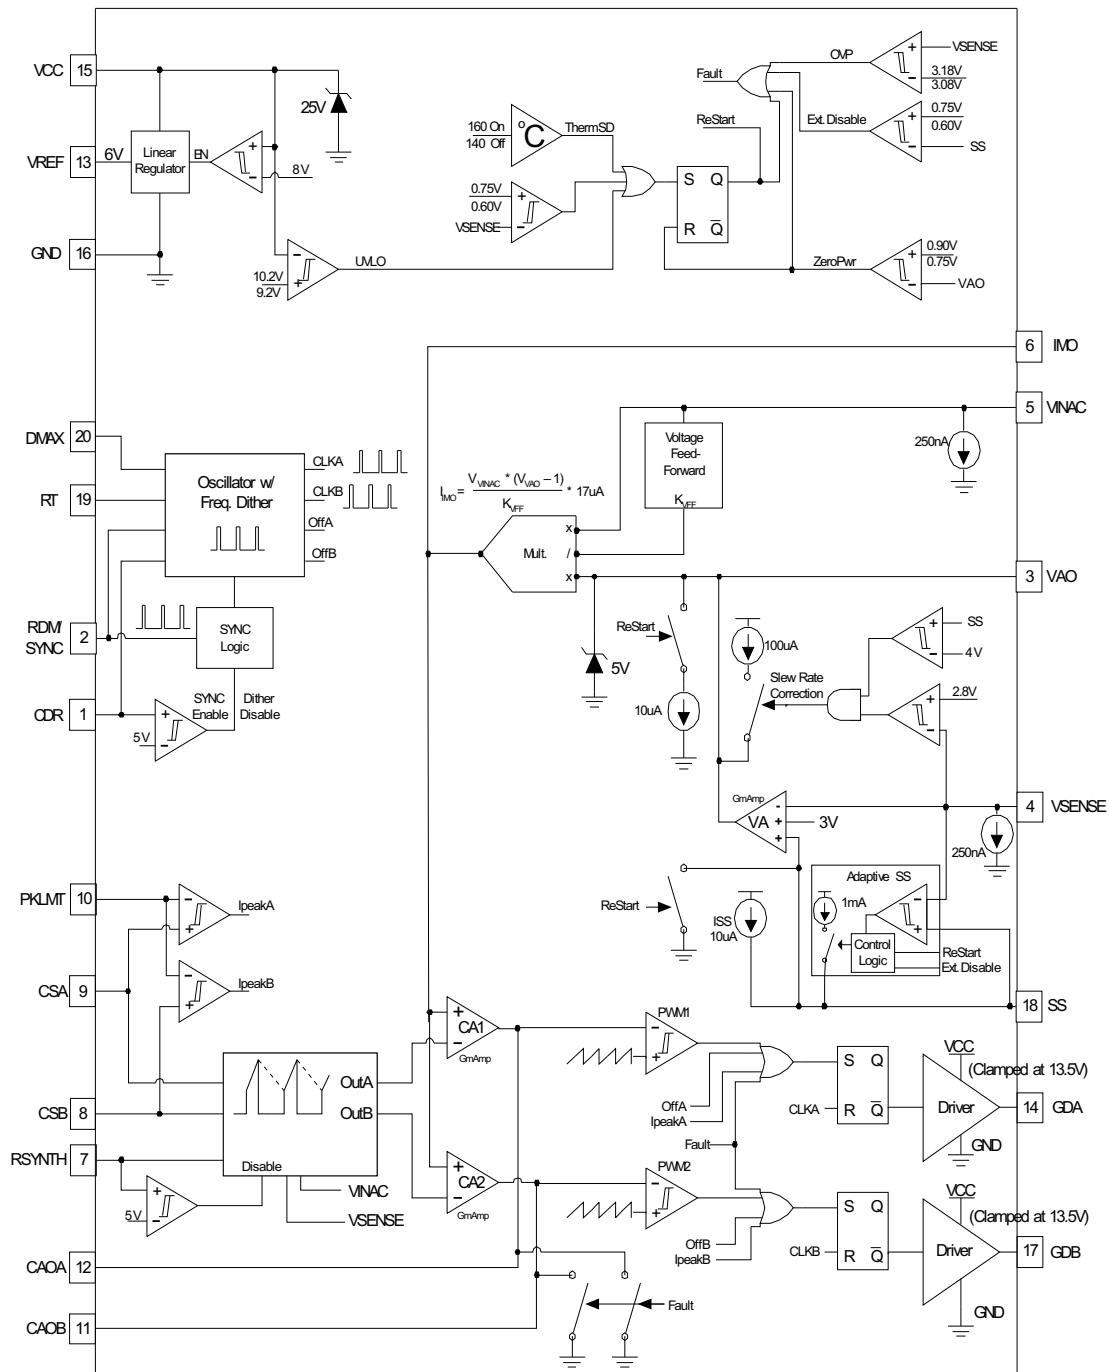 VCC 15
25V
VREF 13
6V
Linear
Regulator
EN
8V
GND 16
10.2V
9.2V
UVLO
160 On
140 Off
°C
ThermSD
0.75V
0.60V
VSENSE
S Q
R Q̅
ReStart
Fault
OVP
VSENSE
3.18V
3.08V
Ext. Disable
0.75V
0.60V
SS
ZeroPwr
0.90V
0.75V
VAO
6 IMO
5 VINAC
250nA
Voltage
Feed-
Forward
KVFF
IIMO = VVINAC * (VVAO – 1) / KVFF * 17uA
Mult.
x
/
x
3 VAO
DMAX 20
RT 19
Oscillator w/
Freq. Dither
CLKA
CLKB
OffA
OffB
RDM/
SYNC 2
SYNC
Logic
CDR 1
SYNC
Enable
Dither
Disable
5V
ReStart
5V
10uA
100uA
Slew Rate
Correction
SS
4V
2.8V
GmAmp
VA
3V
4 VSENSE
250nA
ReStart
ISS
10uA
Adaptive SS
1mA
Control
Logic
ReStart
Ext. Disable
18 SS
PKLMT 10
IpeakA
IpeakB
CSA 9
CSB 8
RSYNTH 7
OutA
OutB
Disable
5V
VINAC
VSENSE
CA1
GmAmp
CA2
GmAmp
PWM1
OffA
IpeakA
Fault
CLKA
S Q
R Q̅
VCC
(Clamped at 13.5V)
Driver
14 GDA
GND
PWM2
OffB
IpeakB
CLKB
S Q
R Q̅
VCC
(Clamped at 13.5V)
Driver
17 GDB
GND
CAOA 12
CAOB 11
Fault